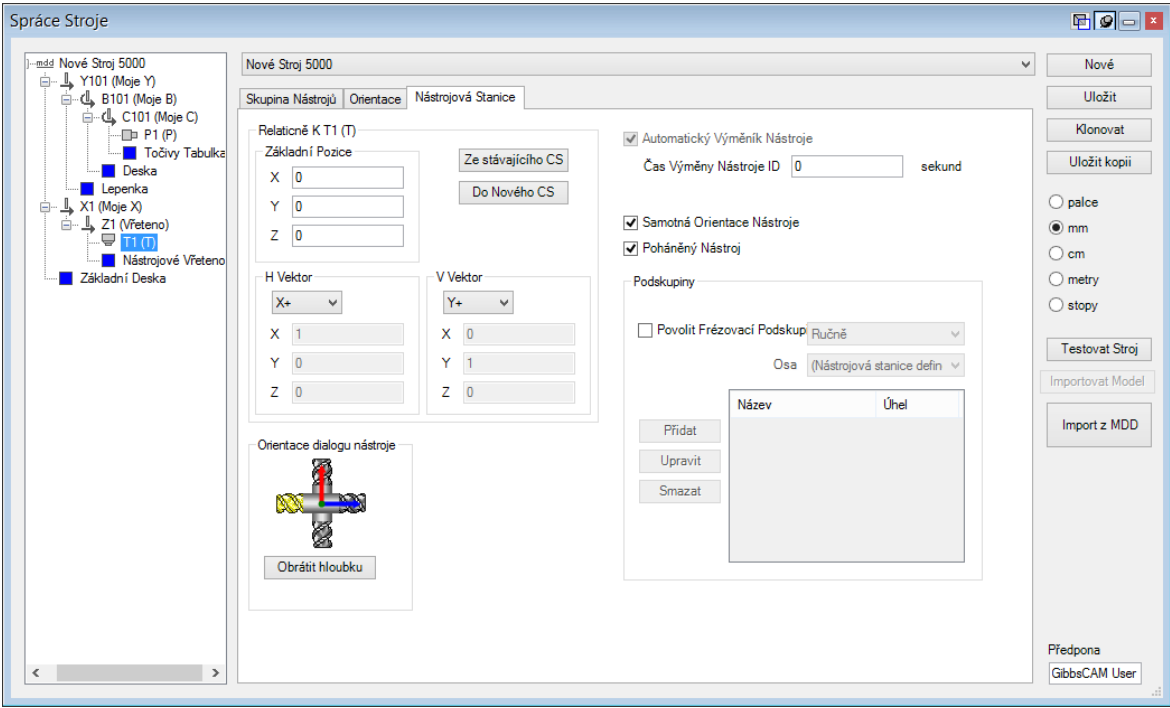 Spráce Stroje
mdd Nové Stroj 5000
Y101 (Moje Y)
B101 (Moje B)
C101 (Moje C)
P1 (P)
Točivy Tabulka
Deska
Lepenka
X1 (Moje X)
Z1 (Vřeteno)
T1 (T)
Nástrojové Vřeteno
Základní Deska
Nové Stroj 5000
Skupina Nástrojů Orientace Nástrojová Stanice
Relaticně K T1 (T)
Základní Pozice
X 0
Y 0
Z 0
Ze stávajícího CS
Do Nového CS
H Vektor
X+
X 1
Y 0
Z 0
V Vektor
Y+
X 0
Y 1
Z 0
Orientace dialogu nástroje
Obrátit hloubku
Automatický Výměník Nástroje
Čas Výměny Nástroje ID 0 sekund
Samotná Orientace Nástroje
Poháněný Nástroj
Podskupiny
Povolit Frézovací Podskup Ručně
Osa (Nástrojová stanice defin
Název Úhel
Přidat
Upravit
Smazat
Nové
Uložit
Klonovat
Uložit kopii
palce
mm
cm
metry
stopy
Testovat Stroj
Importovat Model
Import z MDD
Předpona
GibbsCAM User